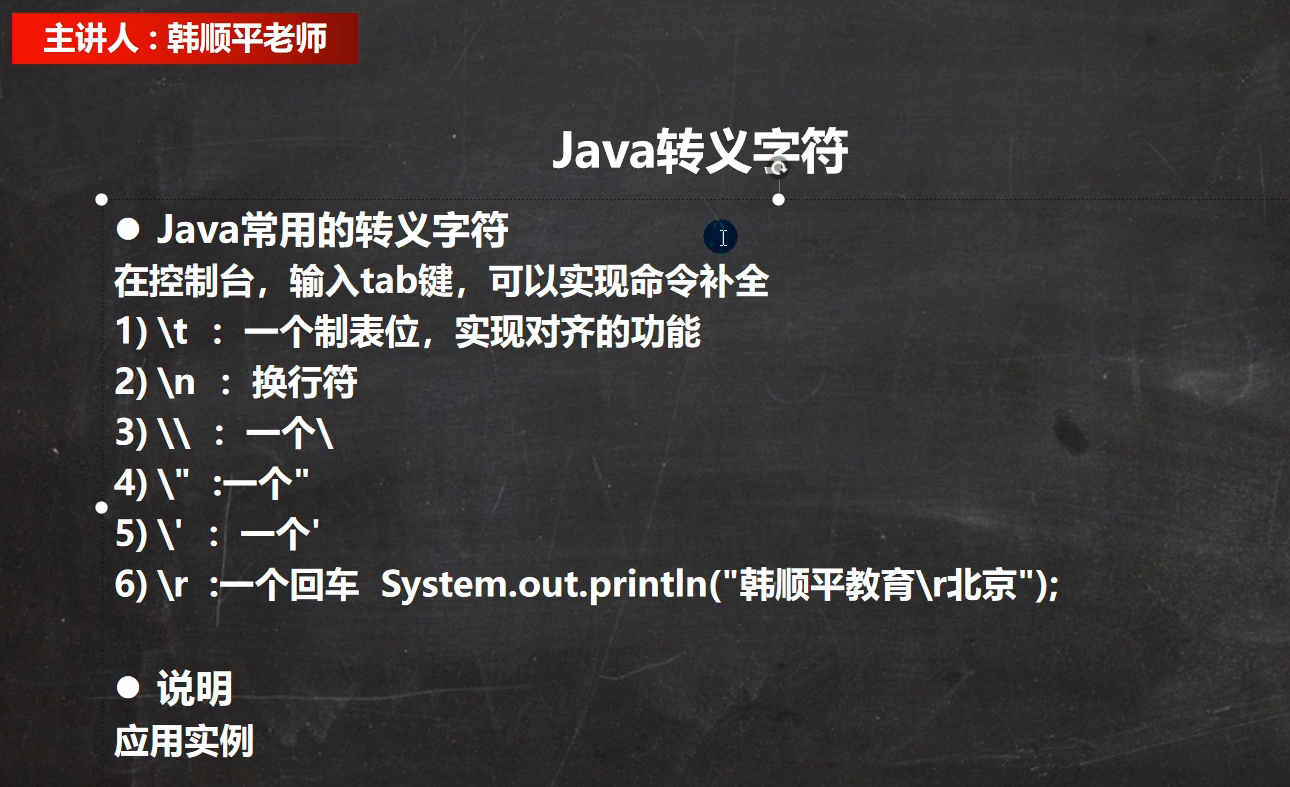 主讲人：韩顺平老师
Java转义字符
● Java常用的转义字符
在控制台，输入tab键，可以实现命令补全
1) \t ： 一个制表位，实现对齐的功能
2) \n ： 换行符
3) \\ ： 一个\
4) \" :一个"
5) \' ： 一个'
6) \r :一个回车 System.out.println("韩顺平教育\r北京");
● 说明
应用实例